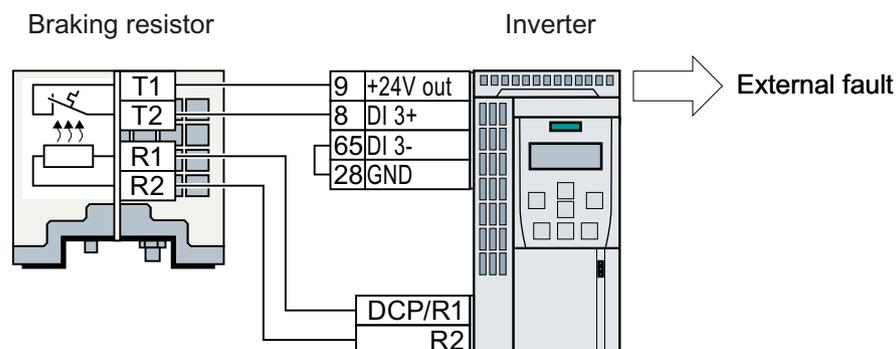 Braking resistor
Inverter
T1
T2
R1
R2
9 +24V out
8 DI 3+
65 DI 3-
28 GND
External fault
DCP/R1
R2